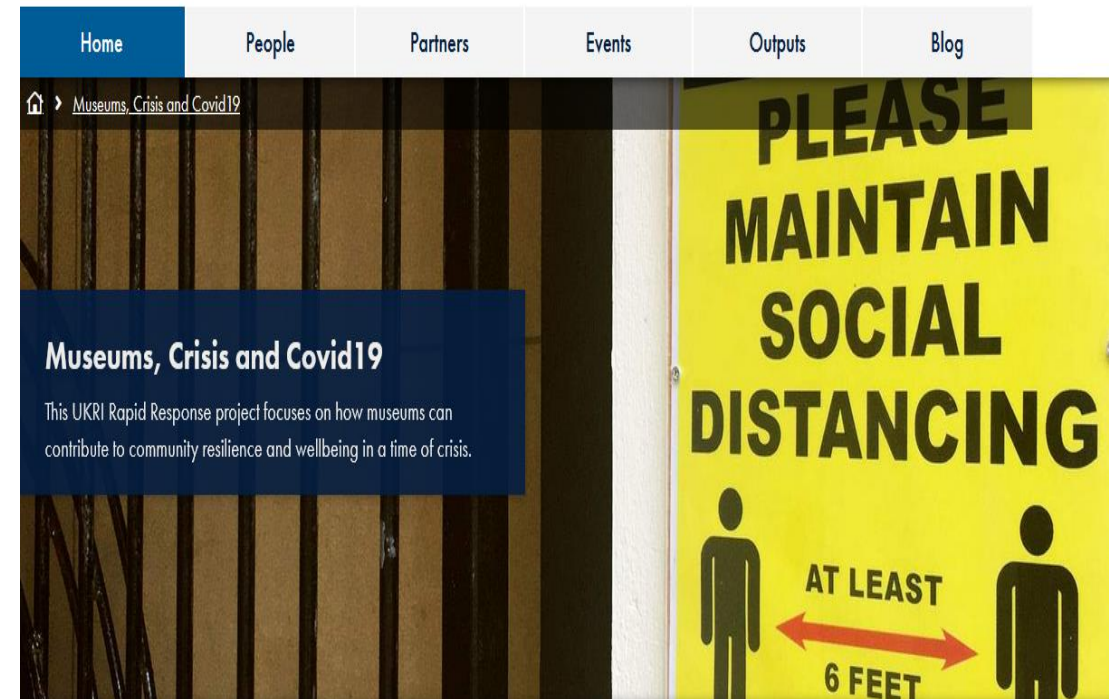 Home People Partners Events Outputs Blog
Museums, Crisis and Covid19
Museums, Crisis and Covid19
This UKRI Rapid Response project focuses on how museums can
contribute to community resilience and wellbeing in a time of crisis.
PLEASE
MAINTAIN
SOCIAL
DISTANCING
AT LEAST
6 FEET